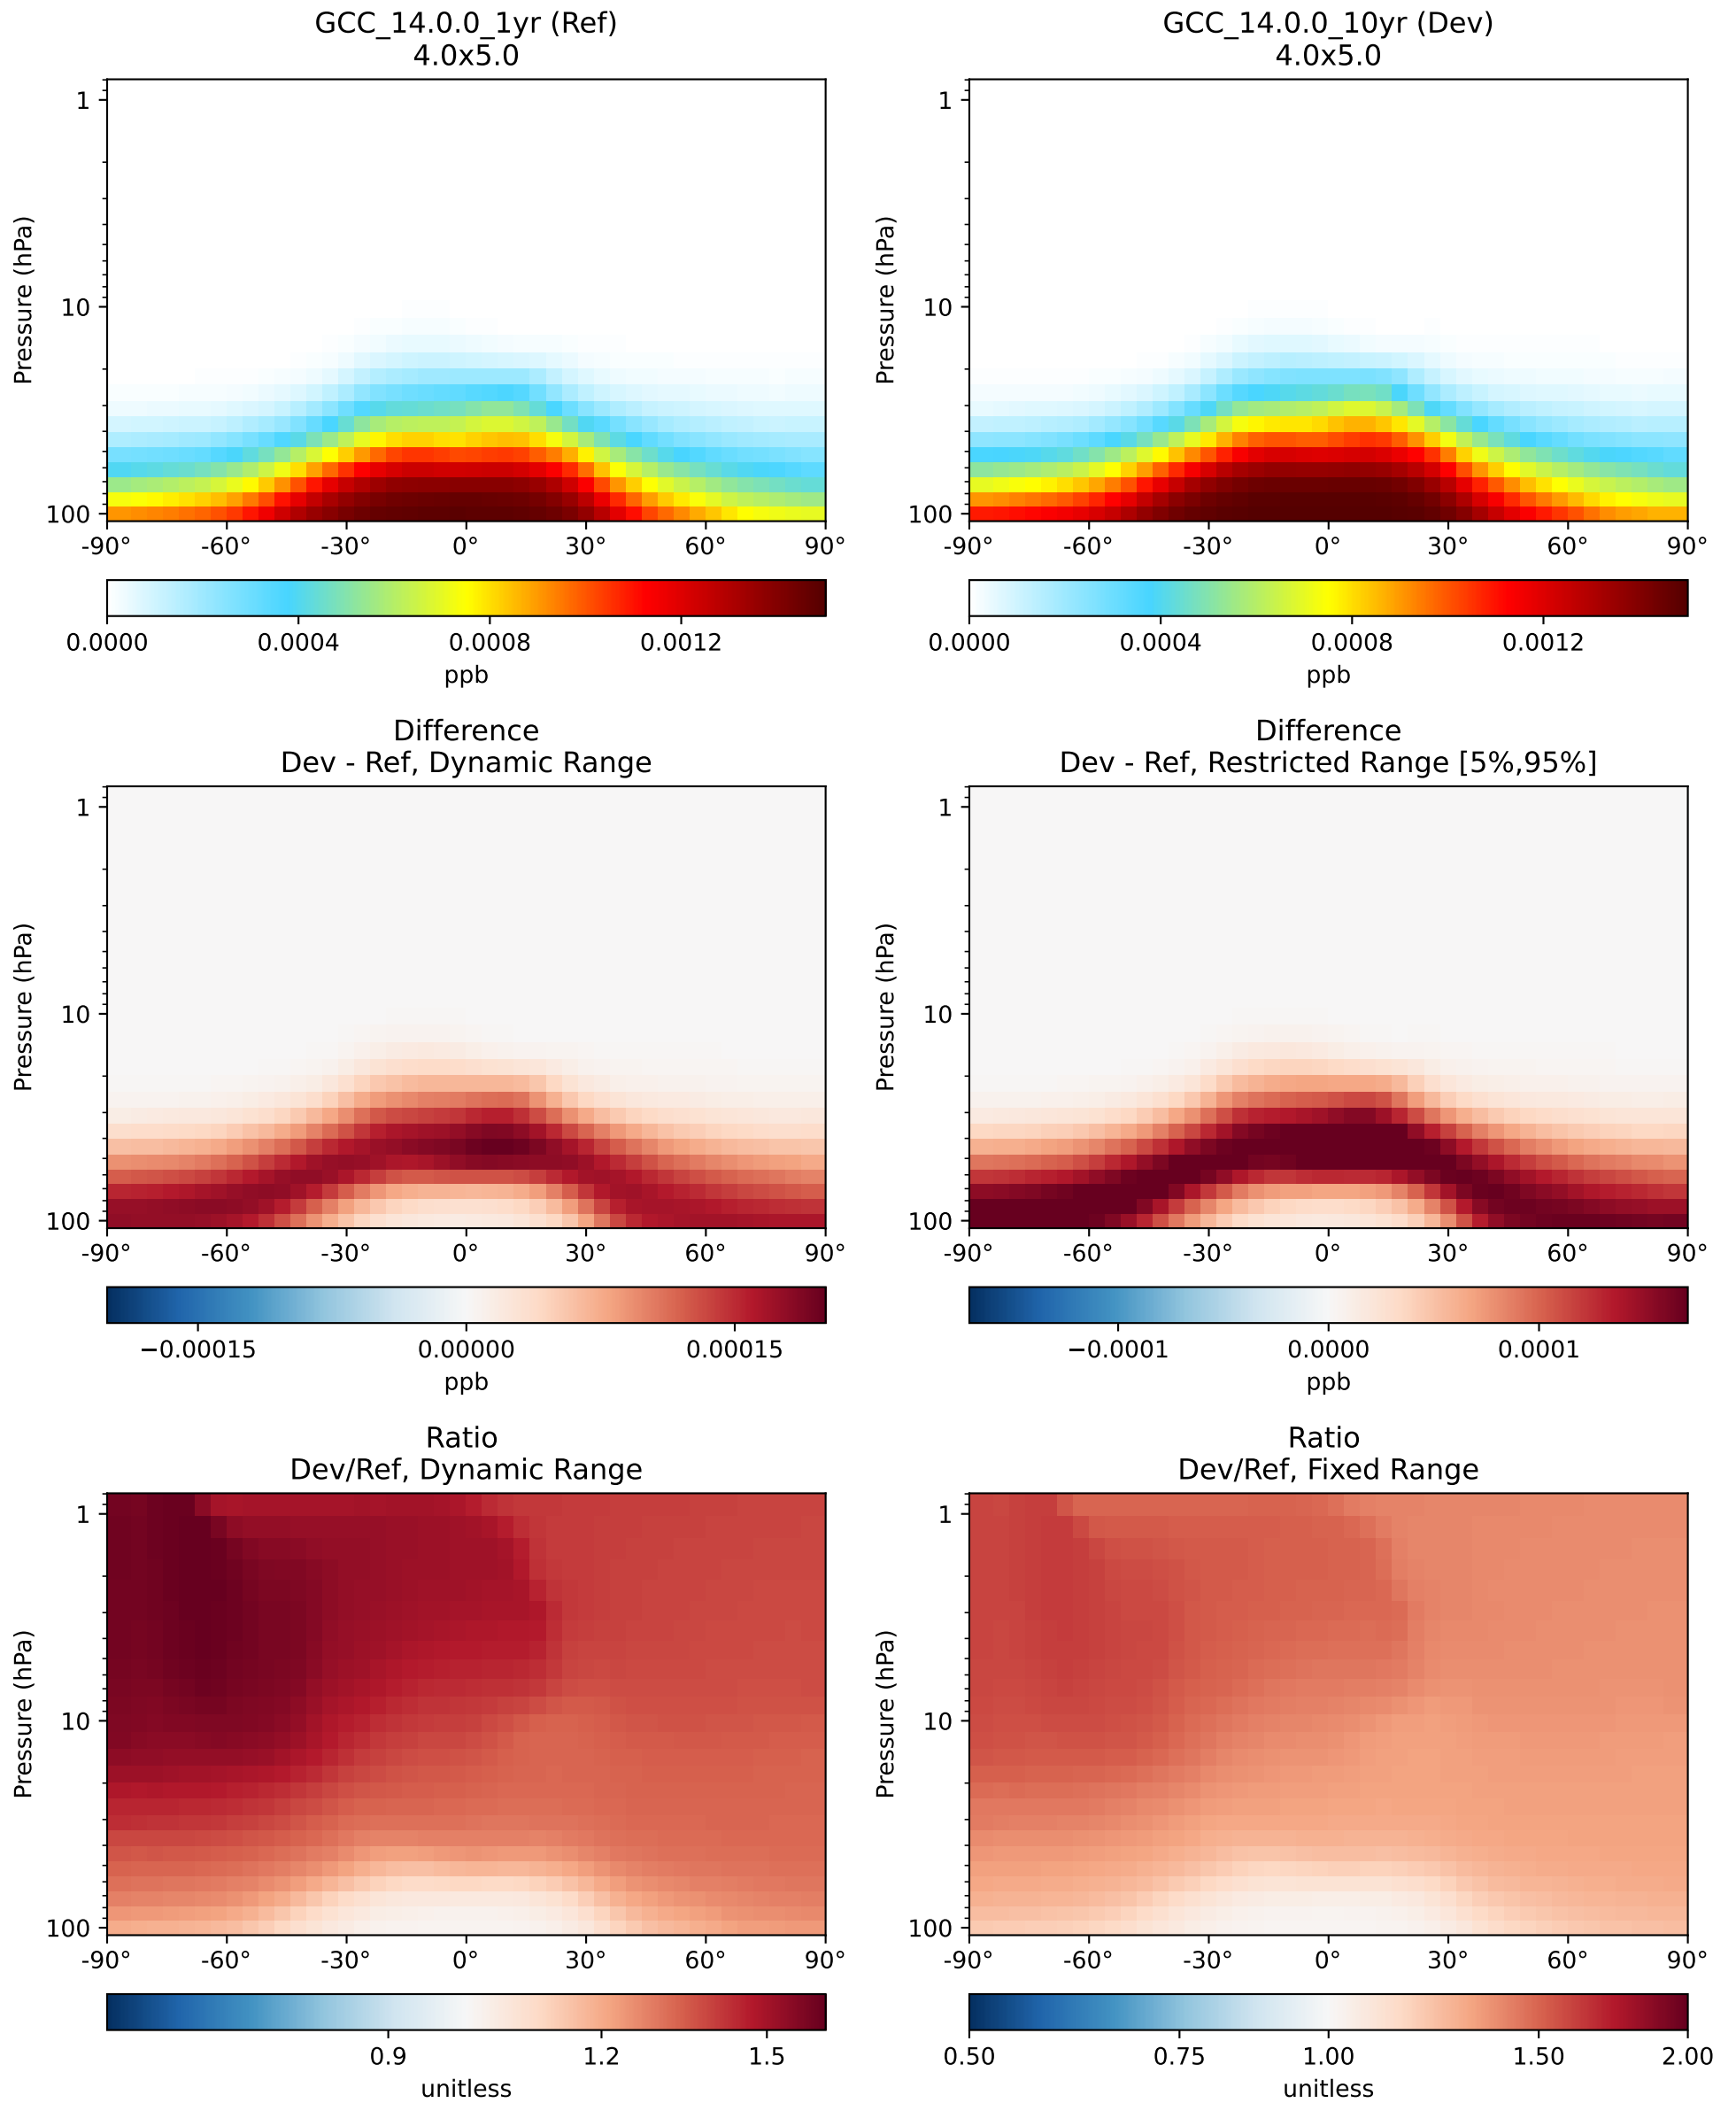 GCC_14.0.0_1yr (Ref)
4.0x5.0
Pressure (hPa)
1
10
100
-90° -60° -30° 0° 30° 60° 90°
0.0000 0.0004 0.0008 0.0012
ppb
GCC_14.0.0_10yr (Dev)
4.0x5.0
Pressure (hPa)
1
10
100
-90° -60° -30° 0° 30° 60° 90°
0.0000 0.0004 0.0008 0.0012
ppb
Difference
Dev - Ref, Dynamic Range
Pressure (hPa)
1
10
100
-90° -60° -30° 0° 30° 60° 90°
−0.00015 0.00000 0.00015
ppb
Difference
Dev - Ref, Restricted Range [5%,95%]
Pressure (hPa)
1
10
100
-90° -60° -30° 0° 30° 60° 90°
−0.0001 0.0000 0.0001
ppb
Ratio
Dev/Ref, Dynamic Range
Pressure (hPa)
1
10
100
-90° -60° -30° 0° 30° 60° 90°
0.9 1.2 1.5
unitless
Ratio
Dev/Ref, Fixed Range
Pressure (hPa)
1
10
100
-90° -60° -30° 0° 30° 60° 90°
0.50 0.75 1.00 1.50 2.00
unitless